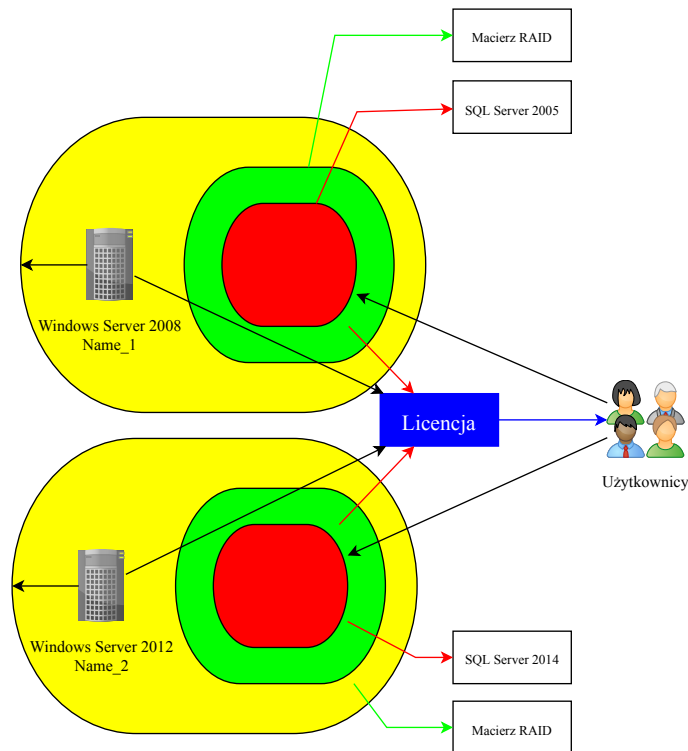 Macierz RAID
SQL Server 2005
Windows Server 2008
Name_1
Licencja
Użytkownicy
Windows Server 2012
Name_2
SQL Server 2014
Macierz RAID